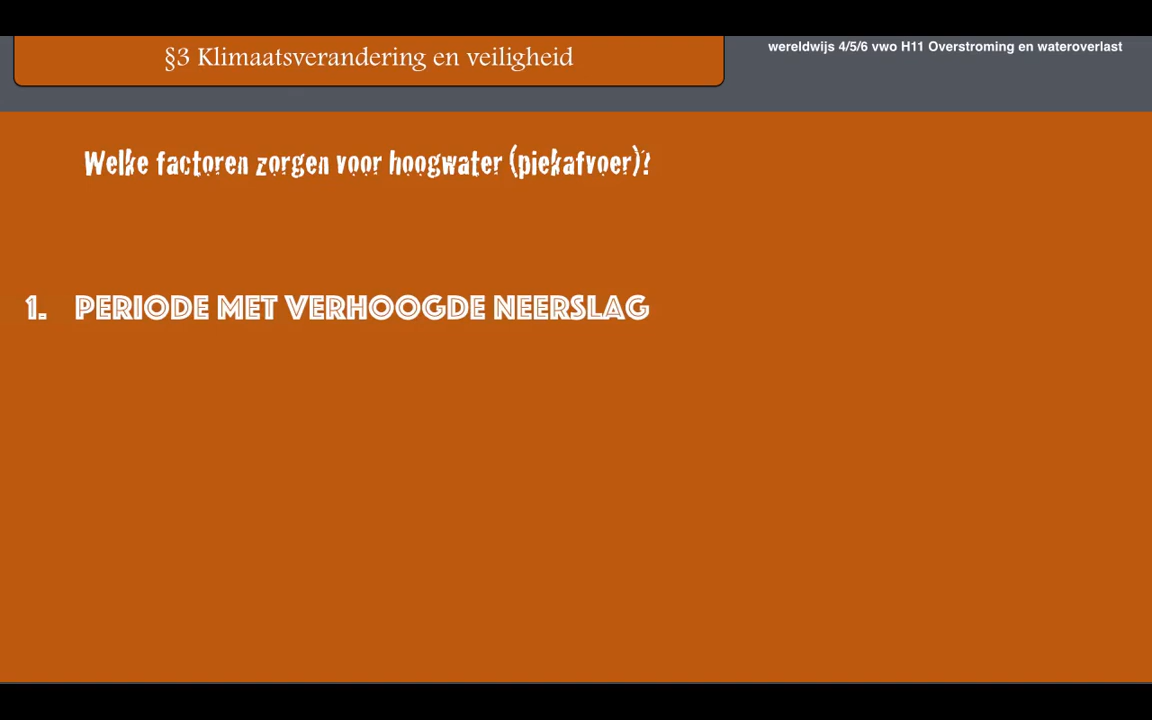 §3 Klimaatsverandering en veiligheid
wereldwijs 4/5/6 vwo H11 Overstroming en wateroverlast
Welke factoren zorgen voor hoogwater (piekafvoer)?
1. PERIODE MET VERHOOGDE NEERSLAG